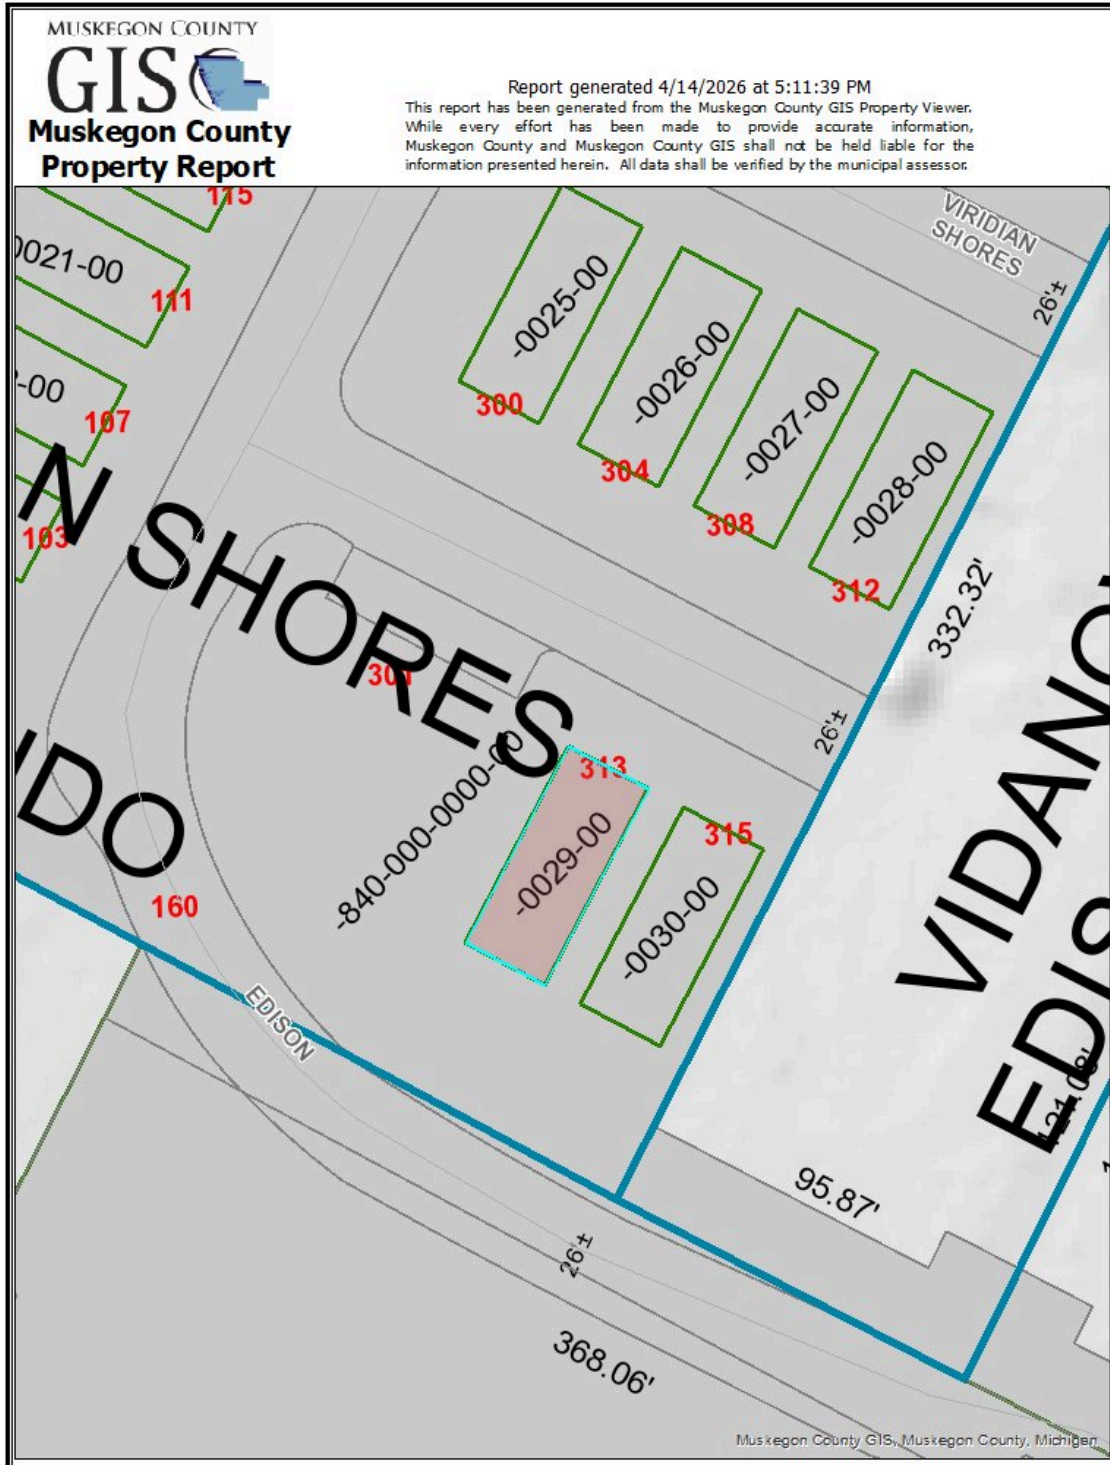 MUSKEGON COUNTY
GIS
Muskegon County
Property Report
Report generated 4/14/2026 at 5:11:39 PM
This report has been generated from the Muskegon County GIS Property Viewer.
While every effort has been made to provide accurate information,
Muskegon County and Muskegon County GIS shall not be held liable for the
information presented herein. All data shall be verified by the municipal assessor.
115
VIRIDIAN
SHORES
0021-00
111
-0025-00
26'±
-0026-00
-00
107
300
-0027-00
304
-0028-00
N SHORES
103
308
312
332.32'
26'±
313
-840-000-0000-00
-0029-00
315
-0030-00
VIDANO
EDIS
DO
160
EDISON
121.08'
95.87'
26'±
368.06'
Muskegon County GIS, Muskegon County, Michigan